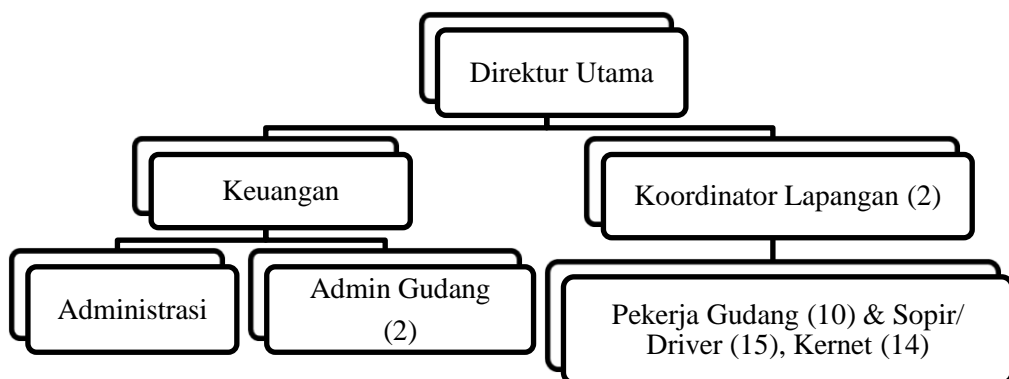 Direktur Utama
Keuangan
Koordinator Lapangan (2)
Administrasi
Admin Gudang
(2)
Pekerja Gudang (10) & Sopir/
Driver (15), Kernet (14)